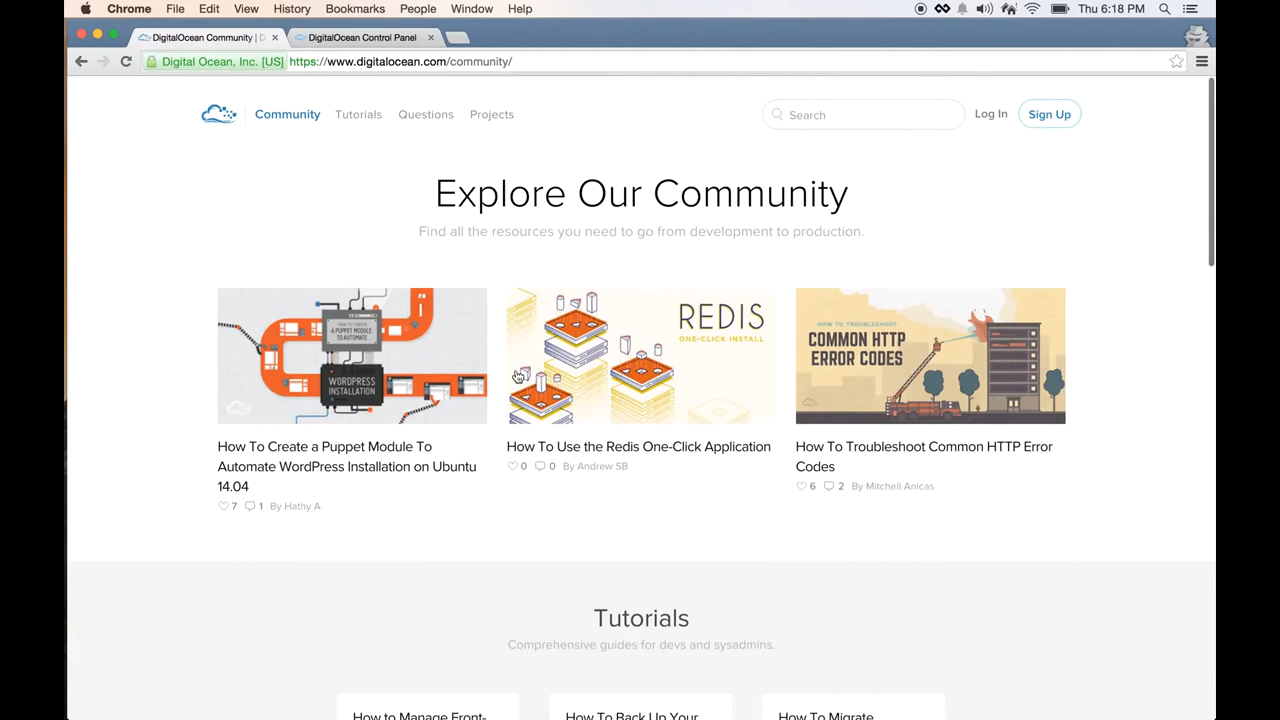 Chrome File Edit View History Bookmarks People Window Help Thu 6:18 PM
DigitalOcean Community | D DigitalOcean Control Panel
Digital Ocean, Inc. [US] https://www.digitalocean.com/community/
Community Tutorials Questions Projects Search Log In Sign Up
Explore Our Community
Find all the resources you need to go from development to production.
HOW TO CREATE
A PUPPET MODULE
TO AUTOMATE
WORDPRESS
INSTALLATION
REDIS
ONE-CLICK INSTALL
HOW TO TROUBLESHOOT
COMMON HTTP
ERROR CODES
How To Create a Puppet Module To
Automate WordPress Installation on Ubuntu
14.04
7 1 By Hathy A
How To Use the Redis One-Click Application
0 0 By Andrew SB
How To Troubleshoot Common HTTP Error
Codes
6 2 By Mitchell Anicas
Tutorials
Comprehensive guides for devs and sysadmins.
How to Manage Front- How To Back Up Your How To Migrate